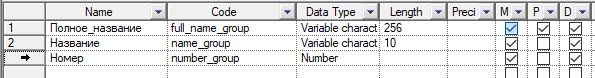 Name Code Data Type Length Preci M P D
1 Полное_название full_name_group Variable charact 256
2 Название name_group Variable charact 10
Номер number_group Number